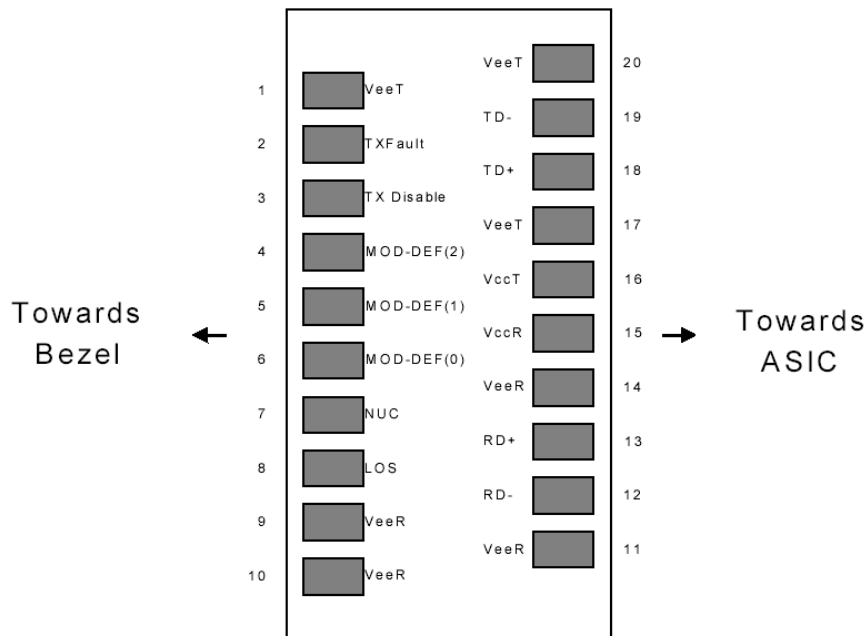 VeeT 20
1 VeeT
TD- 19
2 TXFault
TD+ 18
3 TX Disable
VeeT 17
4 MOD-DEF(2)
VccT 16
5 MOD-DEF(1)
Towards
Bezel
VccR 15
Towards
ASIC
6 MOD-DEF(0)
VeeR 14
7 NUC
RD+ 13
8 LOS
RD- 12
9 VeeR
VeeR 11
10 VeeR